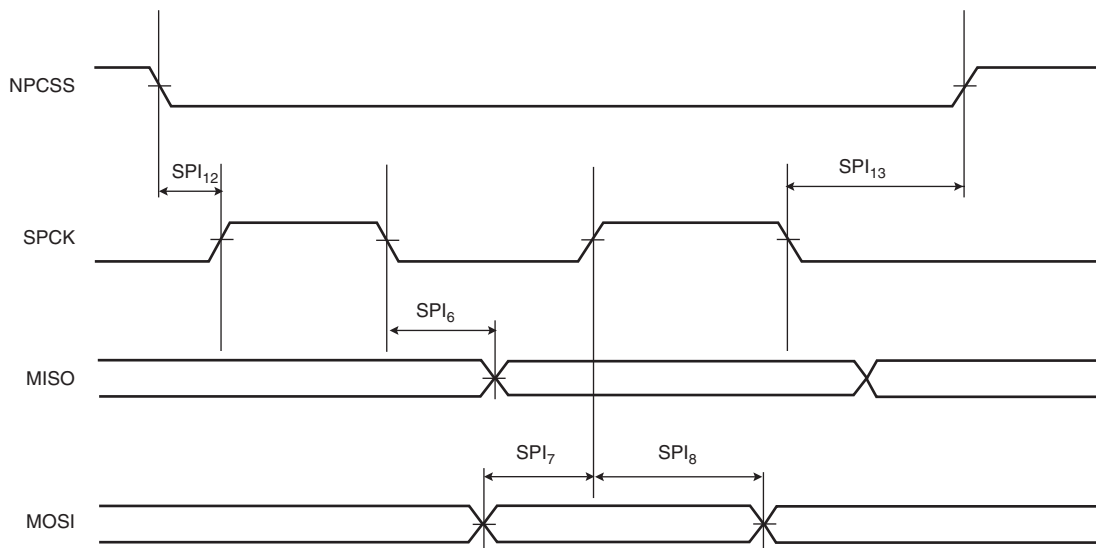 NPCSS
SPI₁₂
SPI₁₃
SPCK
SPI₆
MISO
SPI₇
SPI₈
MOSI